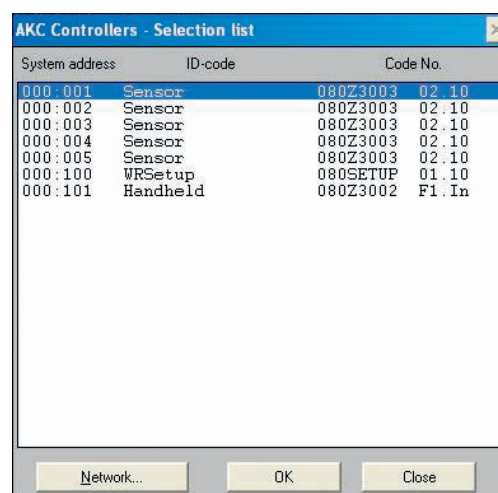 AKC Controllers - Selection list
System address ID-code Code No.
000:001 Sensor 080Z3003 02.10
000:002 Sensor 080Z3003 02.10
000:003 Sensor 080Z3003 02.10
000:004 Sensor 080Z3003 02.10
000:005 Sensor 080Z3003 02.10
000:100 WRSetup 080SETUP 01.10
000:101 Handheld 080Z3002 F1.In
Network... OK Close